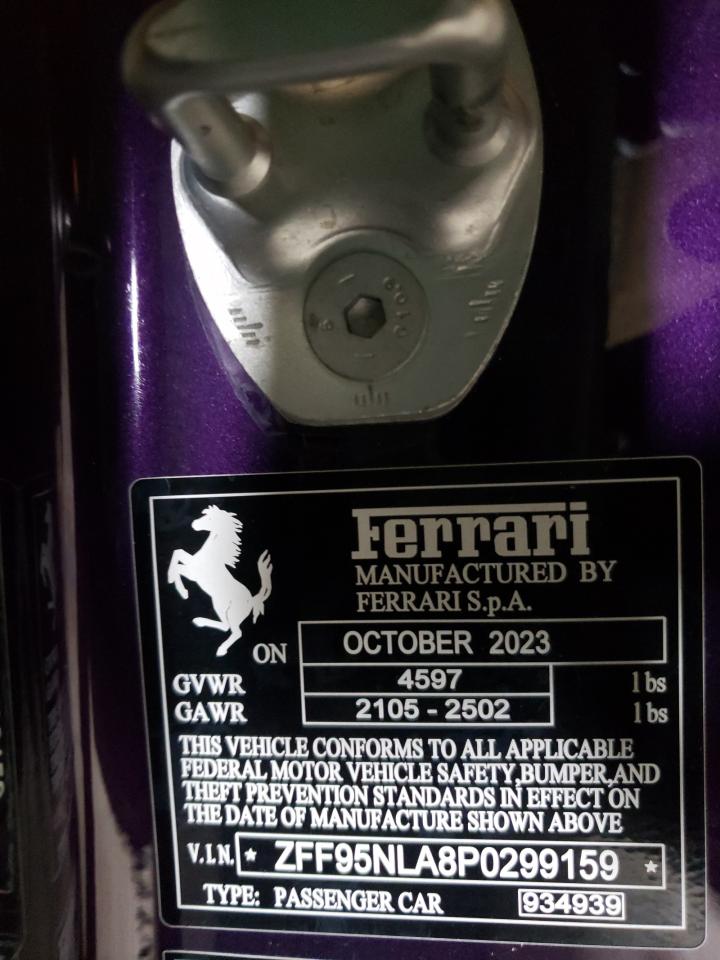 Ferrari
MANUFACTURED BY
FERRARI S.p.A.
ON OCTOBER 2023
GVWR 4597 lbs
GAWR 2105 - 2502 lbs
THIS VEHICLE CONFORMS TO ALL APPLICABLE
FEDERAL MOTOR VEHICLE SAFETY,BUMPER,AND
THEFT PREVENTION STANDARDS IN EFFECT ON
THE DATE OF MANUFACTURE SHOWN ABOVE
V.I.N. * ZFF95NLA8P0299159 *
TYPE: PASSENGER CAR 934939